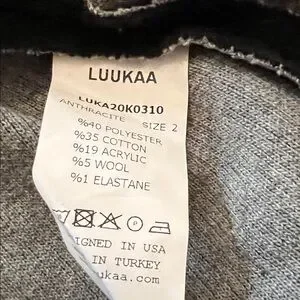 LUUKAA
LUKA20K0310
ANTHRACITE SIZE 2
%40 POLYESTER
%35 COTTON
%19 ACRYLIC
%5 WOOL
%1 ELASTANE
IGNED IN USA
IN TURKEY
ukaa.com